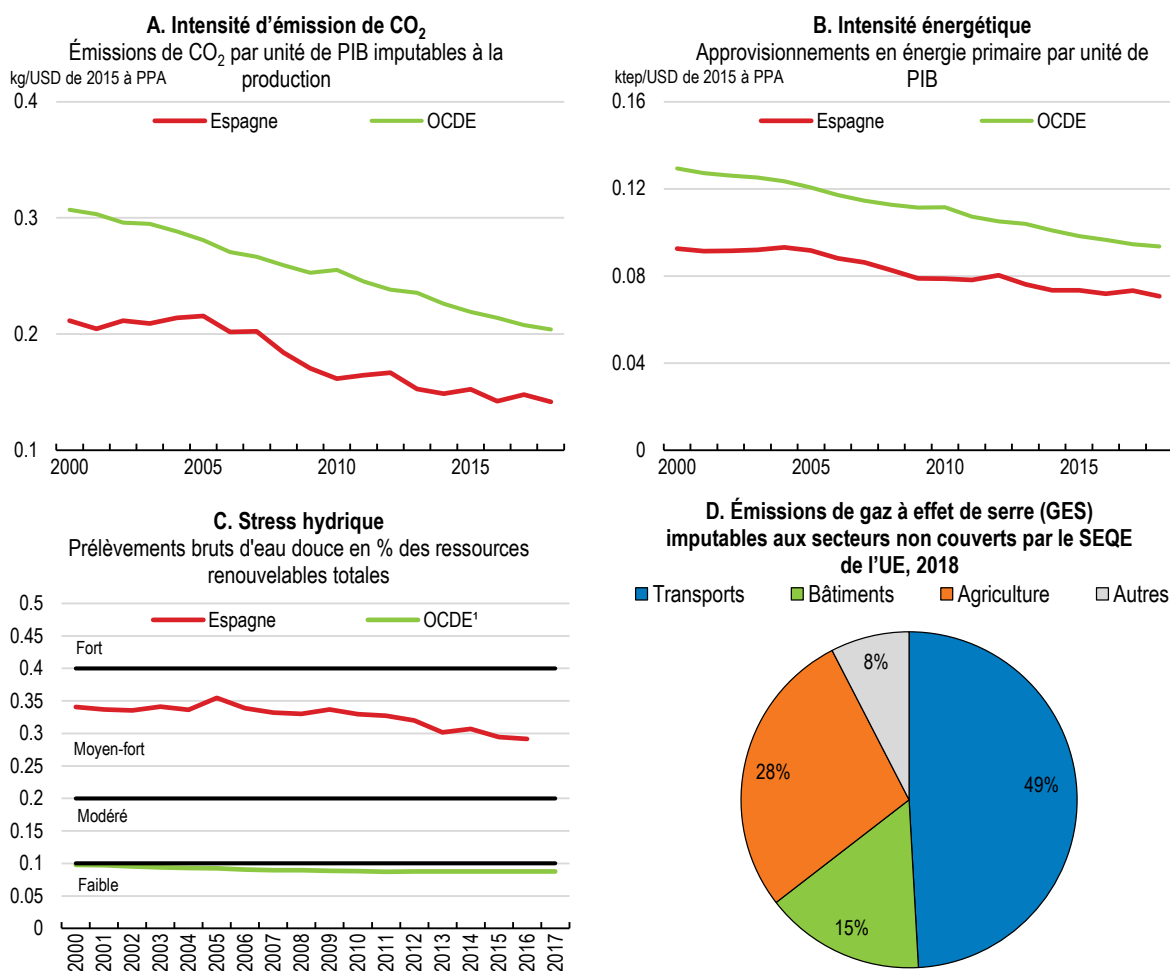 A. Intensité d'émission de CO₂
Émissions de CO₂ par unité de PIB imputables à la
production
kg/USD de 2015 à PPA
0.4
0.3
0.2
0.1
Espagne
OCDE
2000
2005
2010
2015
B. Intensité énergétique
Approvisionnements en énergie primaire par unité de
PIB
ktep/USD de 2015 à PPA
0.16
0.12
0.08
0.04
0
Espagne
OCDE
2000
2005
2010
2015
C. Stress hydrique
Prélèvements bruts d'eau douce en % des ressources
renouvelables totales
0.5
0.45
0.4
0.35
0.3
0.25
0.2
0.15
0.1
0.05
0
Espagne
OCDE¹
Fort
Moyen-fort
Modéré
Faible
2000
2001
2002
2003
2004
2005
2006
2007
2008
2009
2010
2011
2012
2013
2014
2015
2016
2017
D. Émissions de gaz à effet de serre (GES)
imputables aux secteurs non couverts par le SEQE
de l'UE, 2018
Transports
Bâtiments
Agriculture
Autres
8%
28%
49%
15%